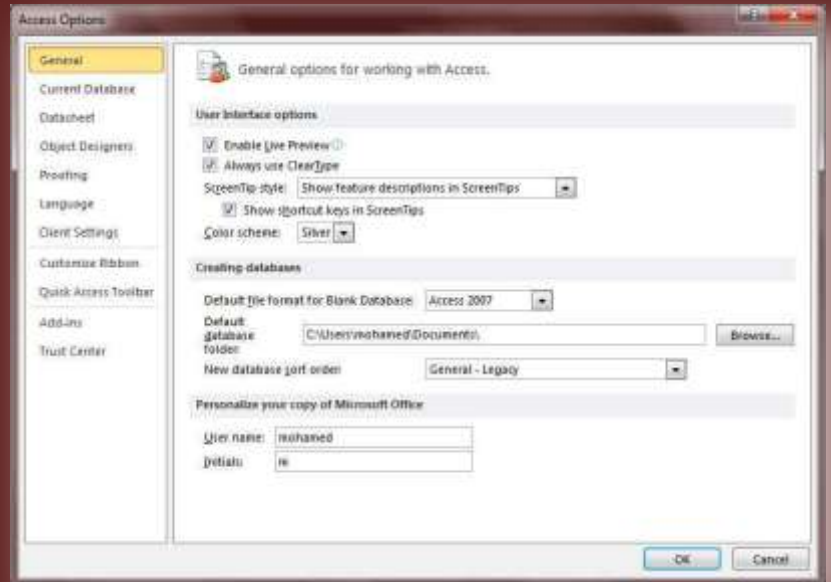 Access Options
General
Current Database
Datasheet
Object Designers
Proofing
Language
Client Settings
Customize Ribbon
Quick Access Toolbar
Add-ins
Trust Center
General options for working with Access.
User Interface options
Enable Live Preview
Always use ClearType
ScreenTip style: Show feature descriptions in ScreenTips
Show shortcut keys in ScreenTips
Color scheme: Silver
Creating databases
Default file format for Blank Database: Access 2007
Default
database
folder:
C:\Users\mohamed\Documents\
Browse...
New database sort order: General - Legacy
Personalize your copy of Microsoft Office
User name: mohamed
Initials: m
OK Cancel